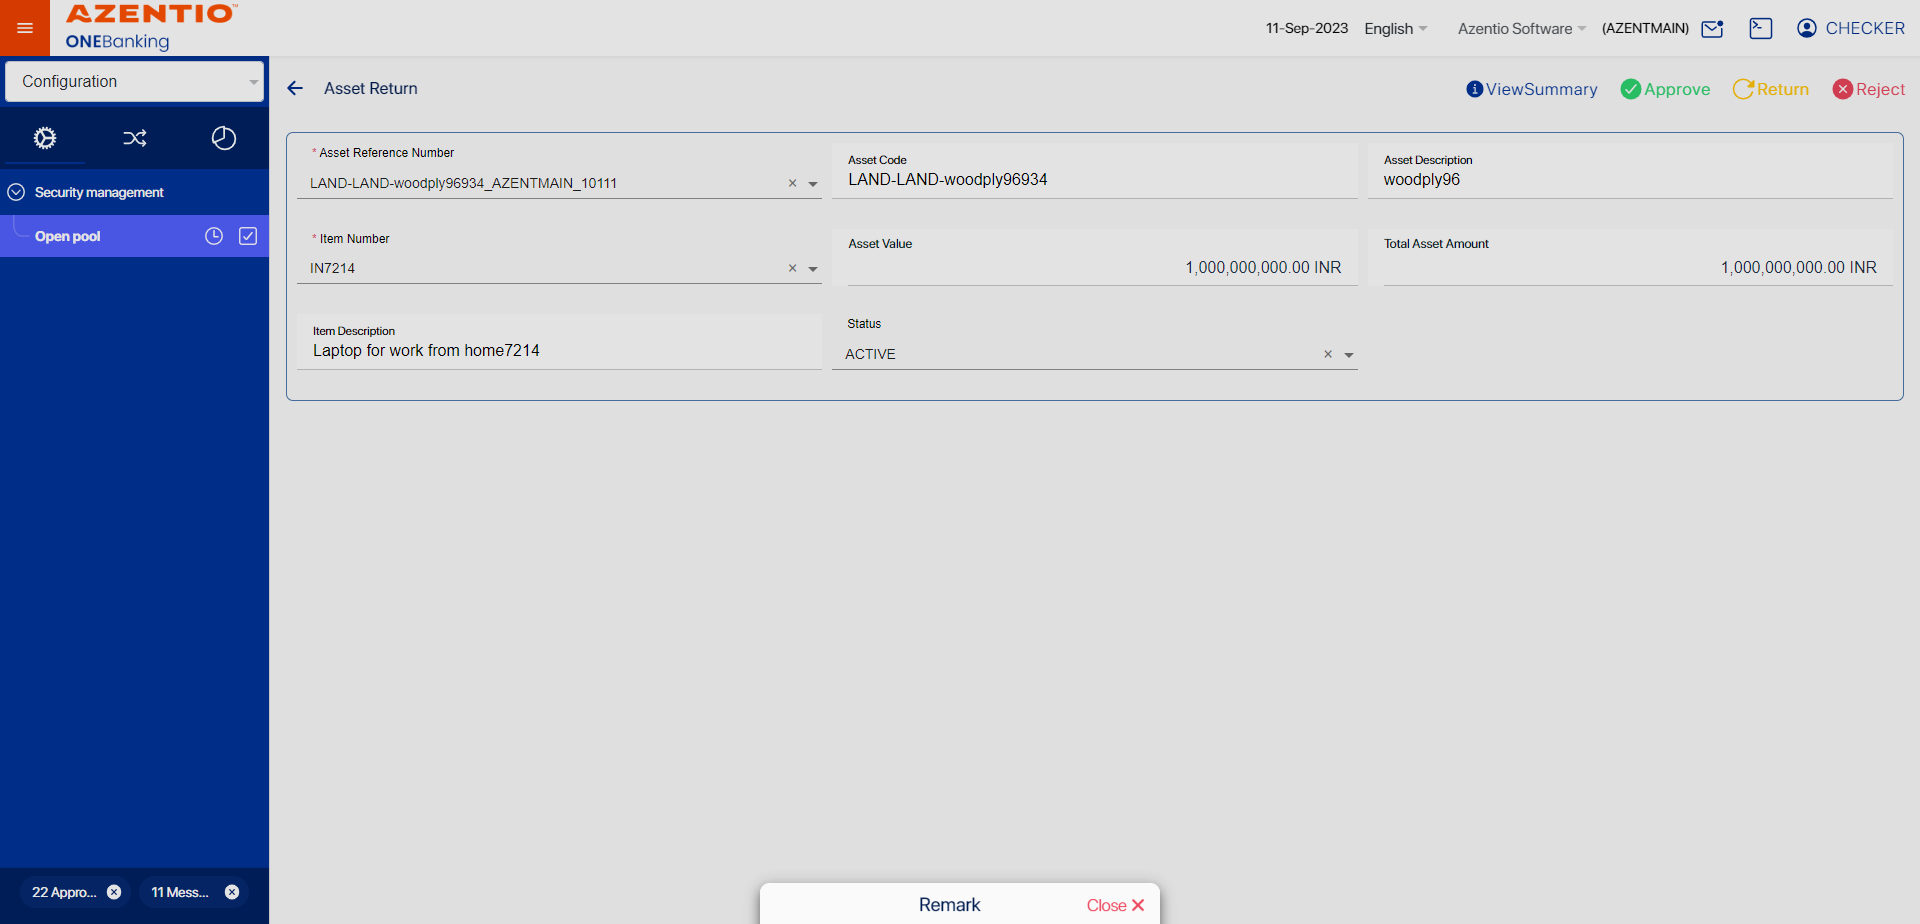 AZENTIO™
ONEBanking
11-Sep-2023 English Azentio Software (AZENTMAIN) CHECKER
Configuration
Asset Return
ViewSummary Approve Return Reject
Security management
Open pool
* Asset Reference Number
LAND-LAND-woodply96934_AZENTMAIN_10111
Asset Code
LAND-LAND-woodply96934
Asset Description
woodply96
* Item Number
IN7214
Asset Value
1,000,000,000.00 INR
Total Asset Amount
1,000,000,000.00 INR
Item Description
Laptop for work from home7214
Status
ACTIVE
22 Appro...
11 Mess...
Remark
Close